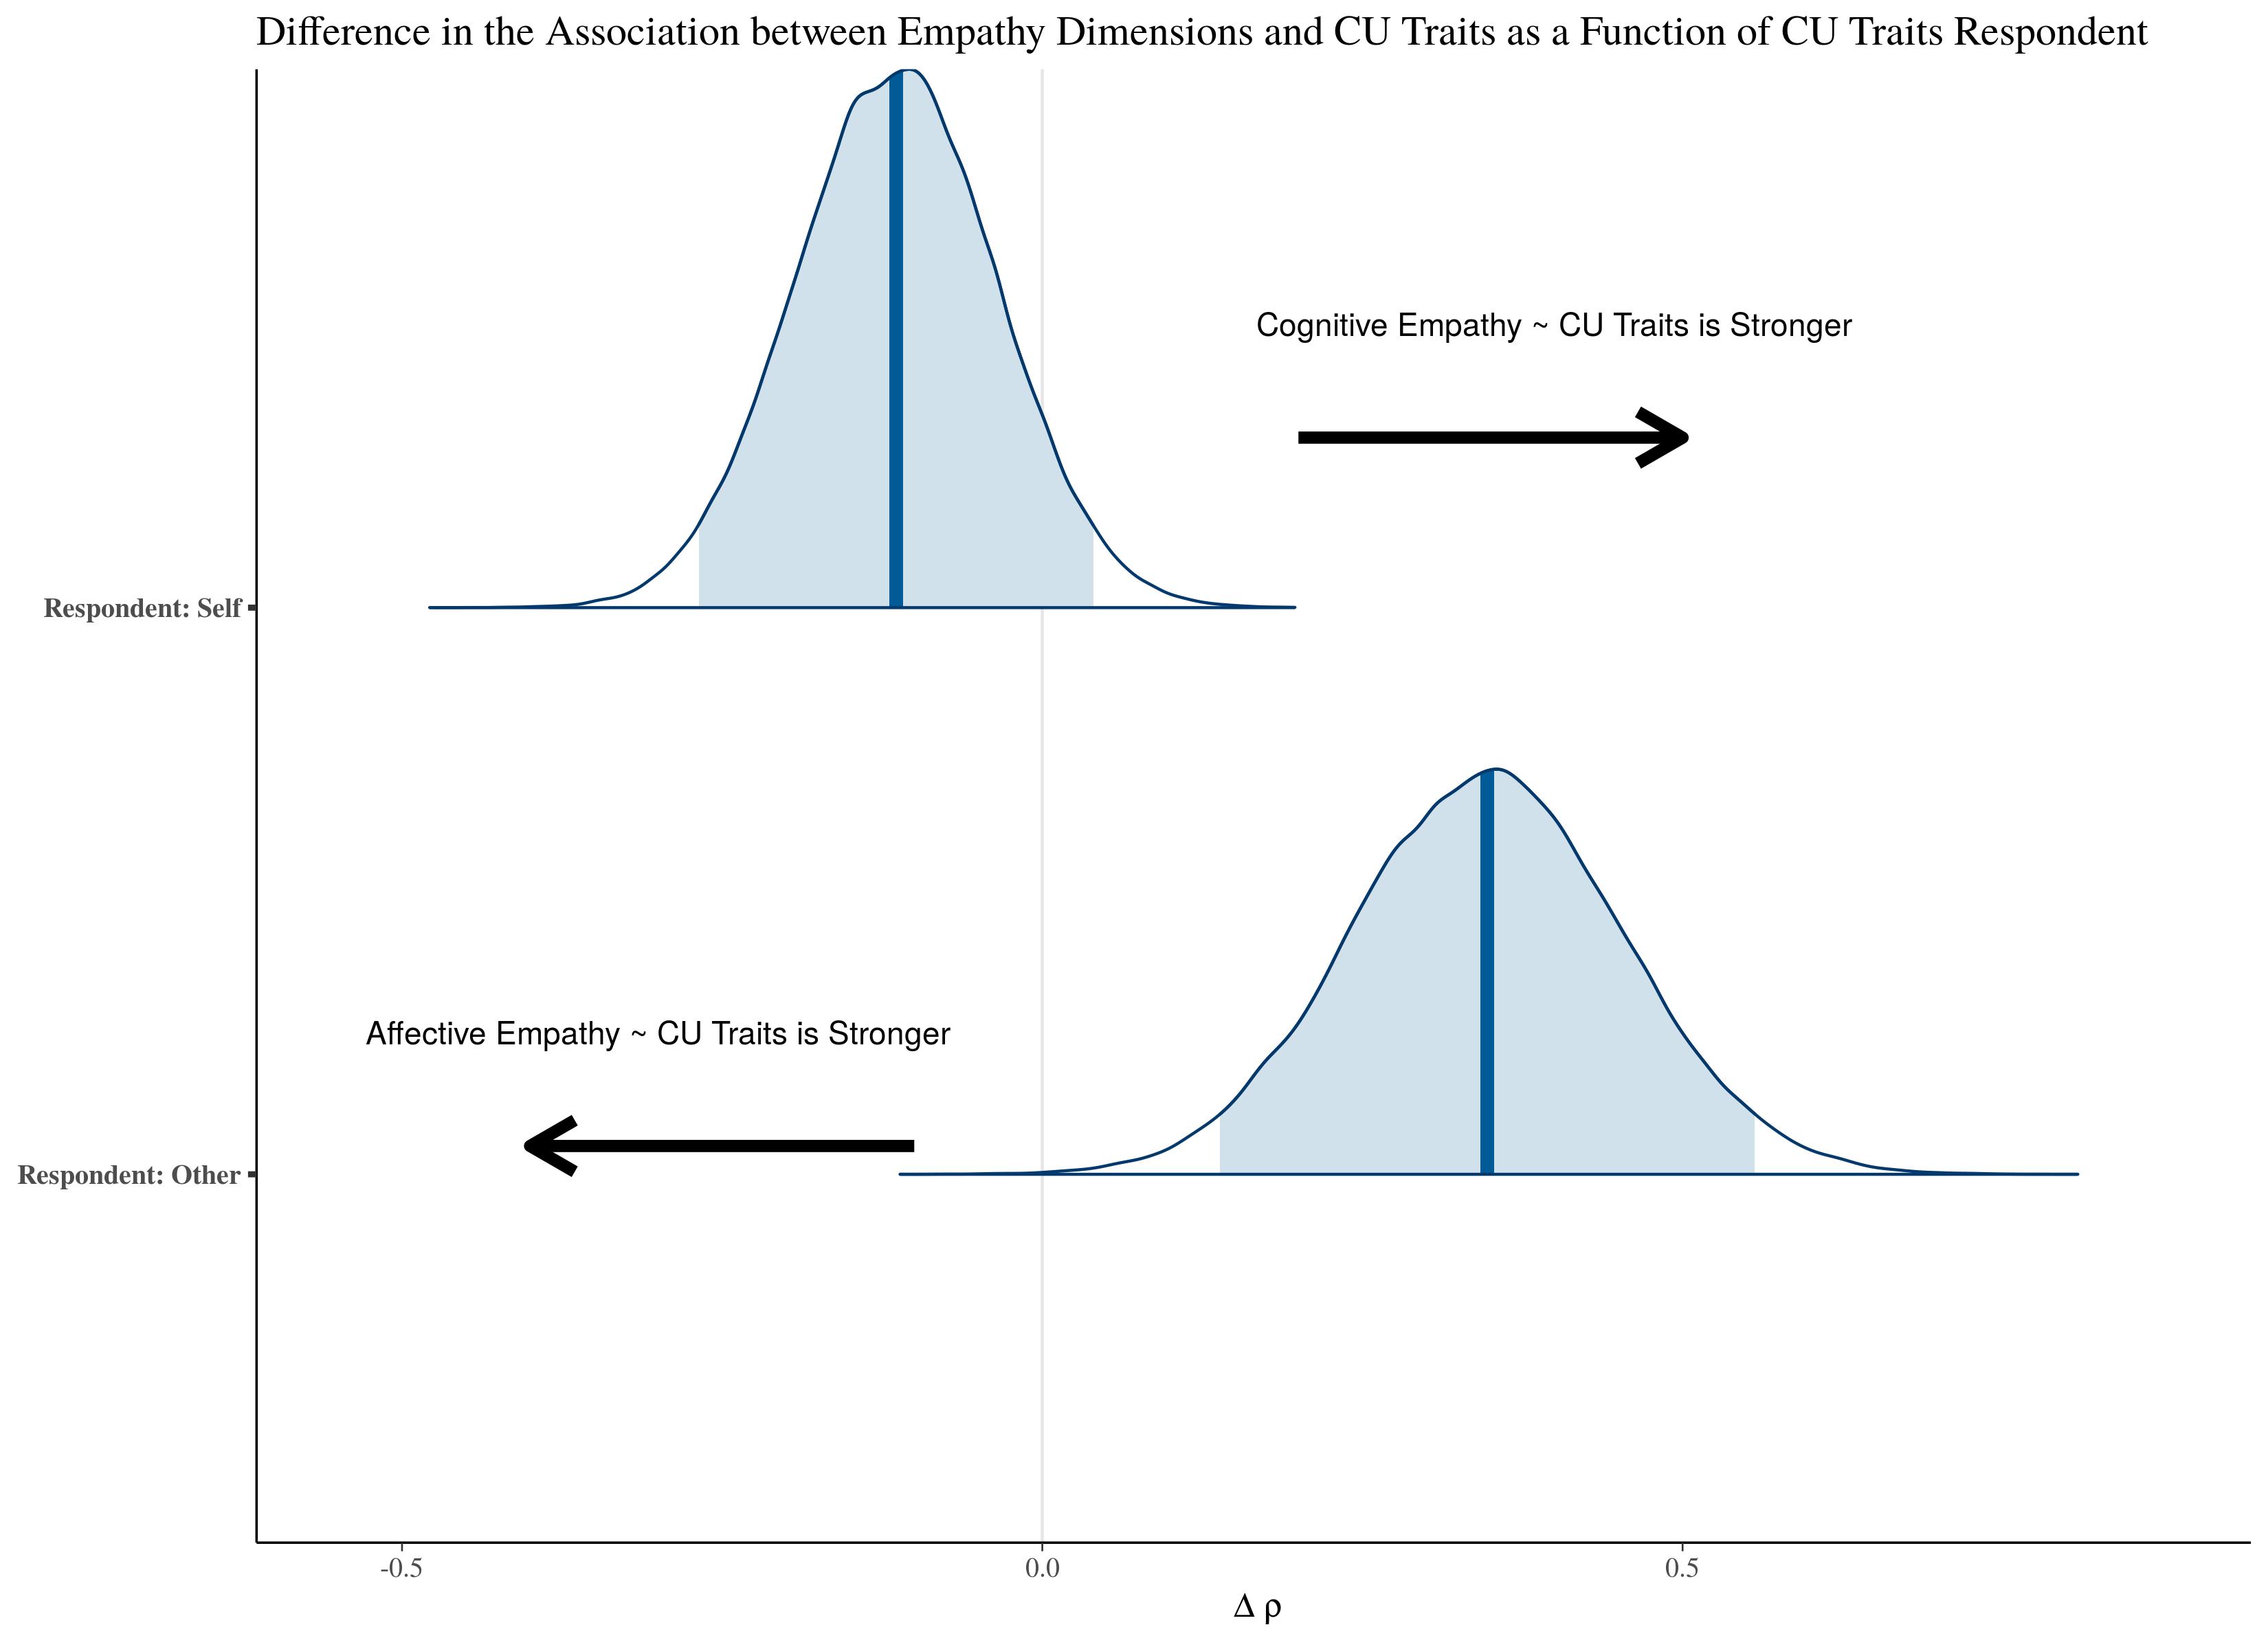 Difference in the Association between Empathy Dimensions and CU Traits as a Function of CU Traits Respondent
Cognitive Empathy ~ CU Traits is Stronger
Respondent: Self
Affective Empathy ~ CU Traits is Stronger
Respondent: Other
-0.5
0.0
0.5
Δ ρ